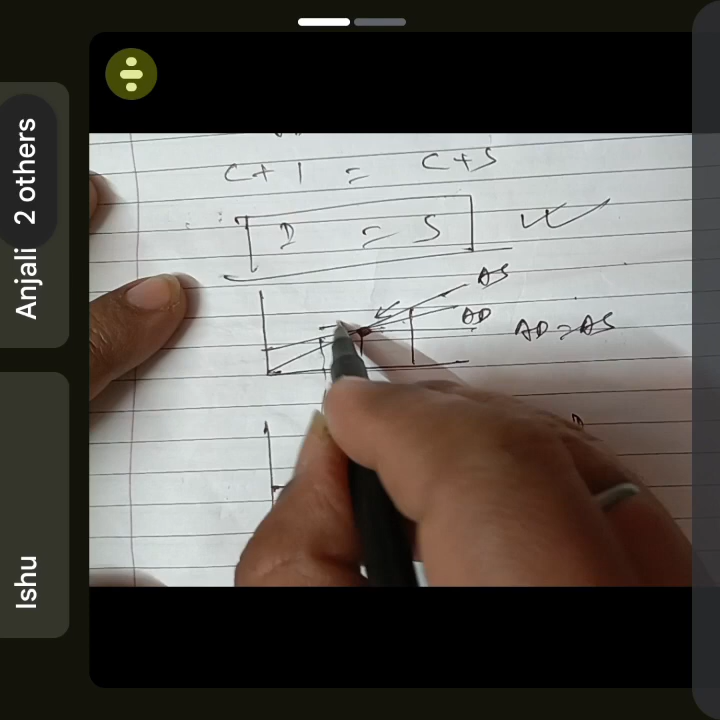 C + I = C + S
I = S
AS
AD
AD = AS
Anjali 2 others
Ishu